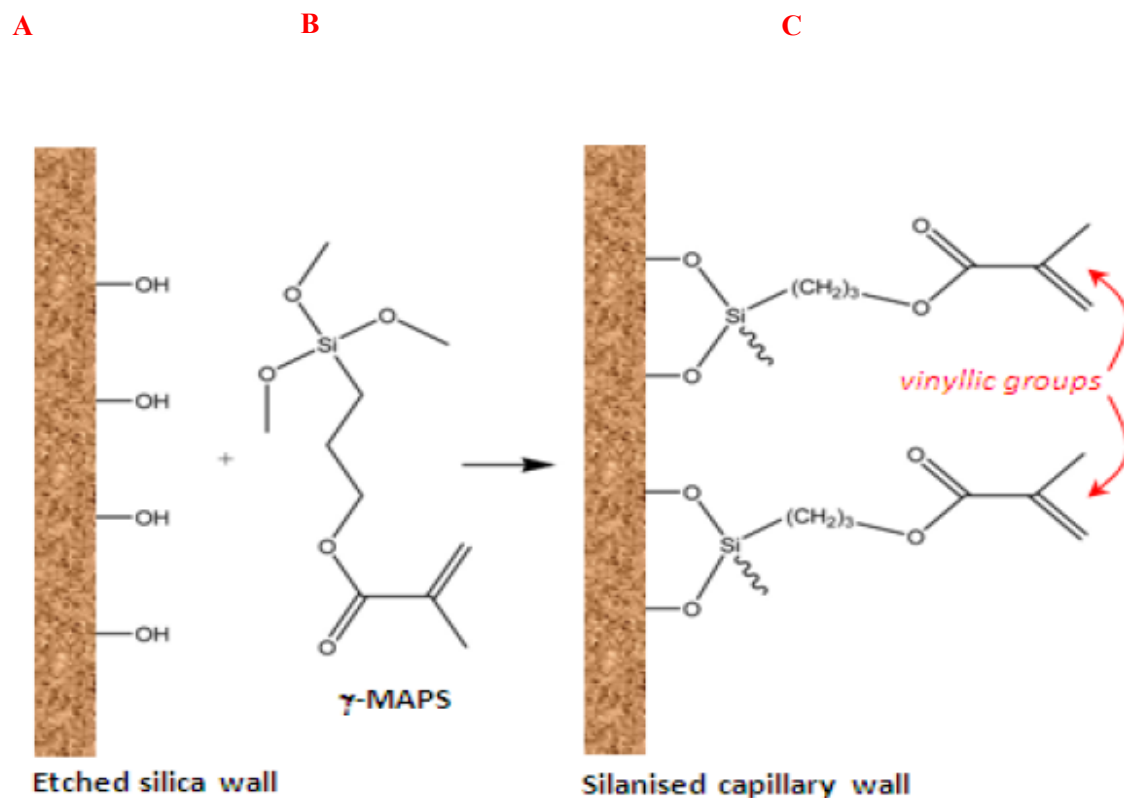 A B C
O
OH
O
O
Si
O
(CH₂)₃
O
Si
O
OH
O
vinyllic groups
+
O
(CH₂)₃
O
Si
O
OH
O
O
OH
O
γ-MAPS
Etched silica wall
Silanised capillary wall